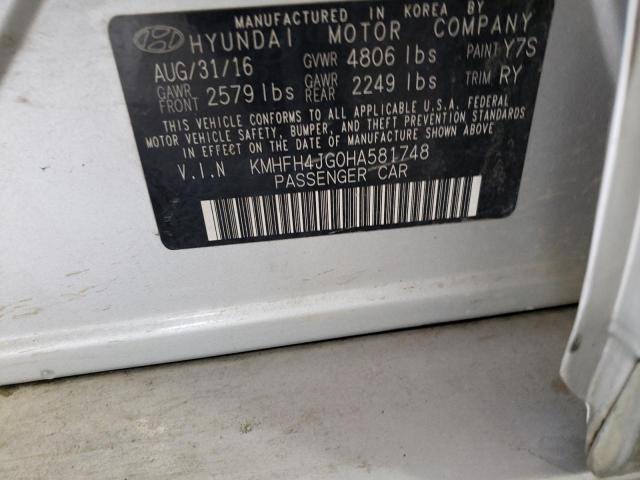 MANUFACTURED IN KOREA BY
HYUNDAI MOTOR COMPANY
AUG/31/16 GVWR 4806 lbs PAINT Y7S
GAWR FRONT 2579 lbs GAWR REAR 2249 lbs TRIM RY
THIS VEHICLE CONFORMS TO ALL APPLICABLE U.S.A. FEDERAL
MOTOR VEHICLE SAFETY, BUMPER, AND THEFT PREVENTION STANDARDS
IN EFFECT ON THE DATE OF MANUFACTURE SHOWN ABOVE.
V.I.N KMHFH4JG0HA581748
PASSENGER CAR